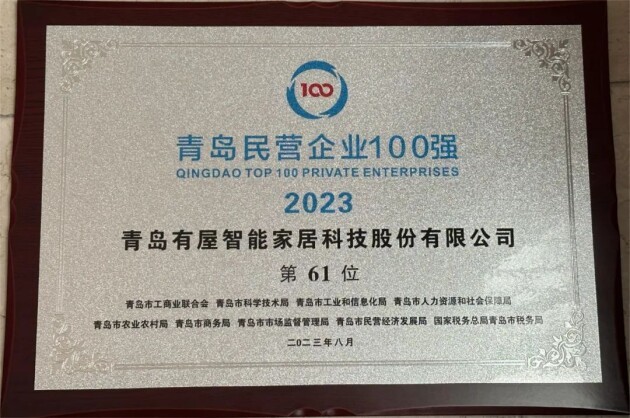 100
青岛民营企业100强
QINGDAO TOP 100 PRIVATE ENTERPRISES
2023
青岛有屋智能家居科技股份有限公司
第 61 位
青岛市工商业联合会 青岛市科学技术局 青岛市工业和信息化局 青岛市人力资源和社会保障局
青岛市农业农村局 青岛市商务局 青岛市市场监督管理局 青岛市民营经济发展局 国家税务总局青岛市税务局
二〇二三年八月